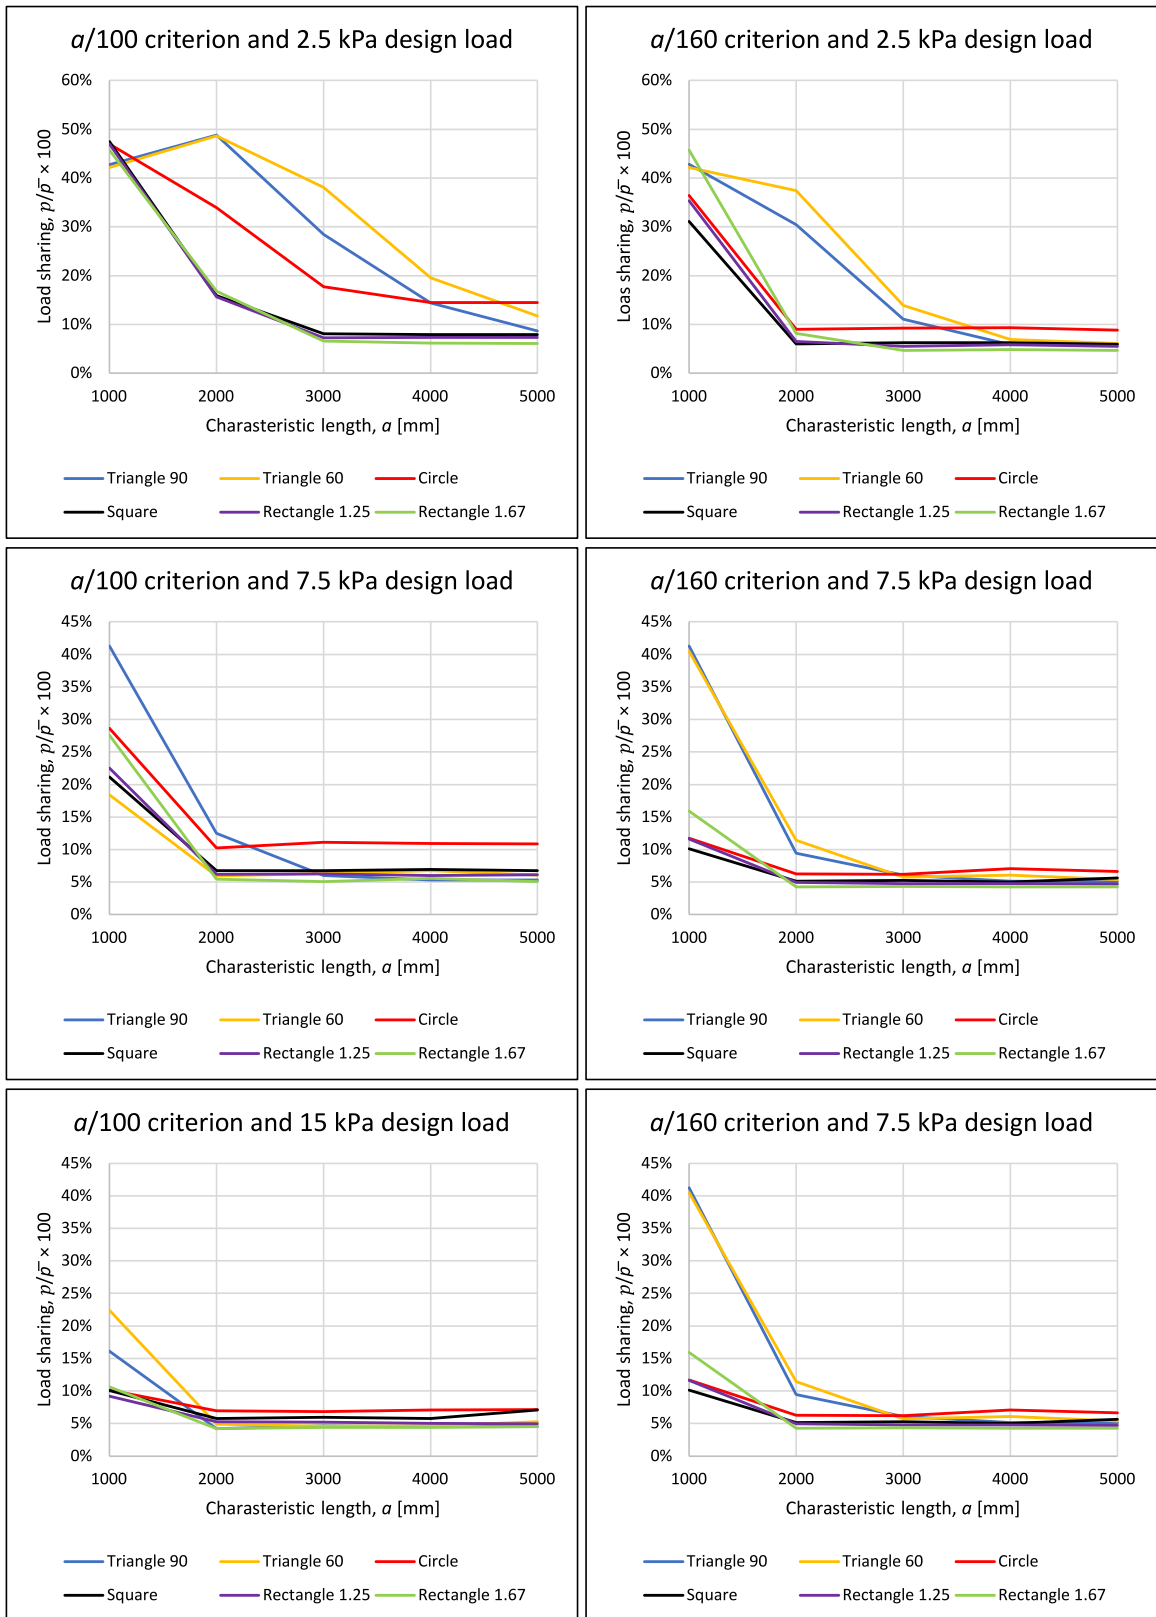 a/100 criterion and 2.5 kPa design load
60%
50%
40%
30%
20%
10%
0%
Load sharing, p/p̅ × 100
1000 2000 3000 4000 5000
Charasteristic length, a [mm]
Triangle 90 Triangle 60 Circle
Square Rectangle 1.25 Rectangle 1.67
a/160 criterion and 2.5 kPa design load
60%
50%
40%
30%
20%
10%
0%
Loas sharing, p/p̅ × 100
1000 2000 3000 4000 5000
Charasteristic length, a [mm]
Triangle 90 Triangle 60 Circle
Square Rectangle 1.25 Rectangle 1.67
a/100 criterion and 7.5 kPa design load
45%
40%
35%
30%
25%
20%
15%
10%
5%
0%
Load sharing, p/p̅ × 100
1000 2000 3000 4000 5000
Charasteristic length, a [mm]
Triangle 90 Triangle 60 Circle
Square Rectangle 1.25 Rectangle 1.67
a/160 criterion and 7.5 kPa design load
45%
40%
35%
30%
25%
20%
15%
10%
5%
0%
Load sharing, p/p̅ × 100
1000 2000 3000 4000 5000
Charasteristic length, a [mm]
Triangle 90 Triangle 60 Circle
Square Rectangle 1.25 Rectangle 1.67
a/100 criterion and 15 kPa design load
45%
40%
35%
30%
25%
20%
15%
10%
5%
0%
Load sharing, p/p̅ × 100
1000 2000 3000 4000 5000
Charasteristic length, a [mm]
Triangle 90 Triangle 60 Circle
Square Rectangle 1.25 Rectangle 1.67
a/160 criterion and 7.5 kPa design load
45%
40%
35%
30%
25%
20%
15%
10%
5%
0%
Load sharing, p/p̅ × 100
1000 2000 3000 4000 5000
Charasteristic length, a [mm]
Triangle 90 Triangle 60 Circle
Square Rectangle 1.25 Rectangle 1.67